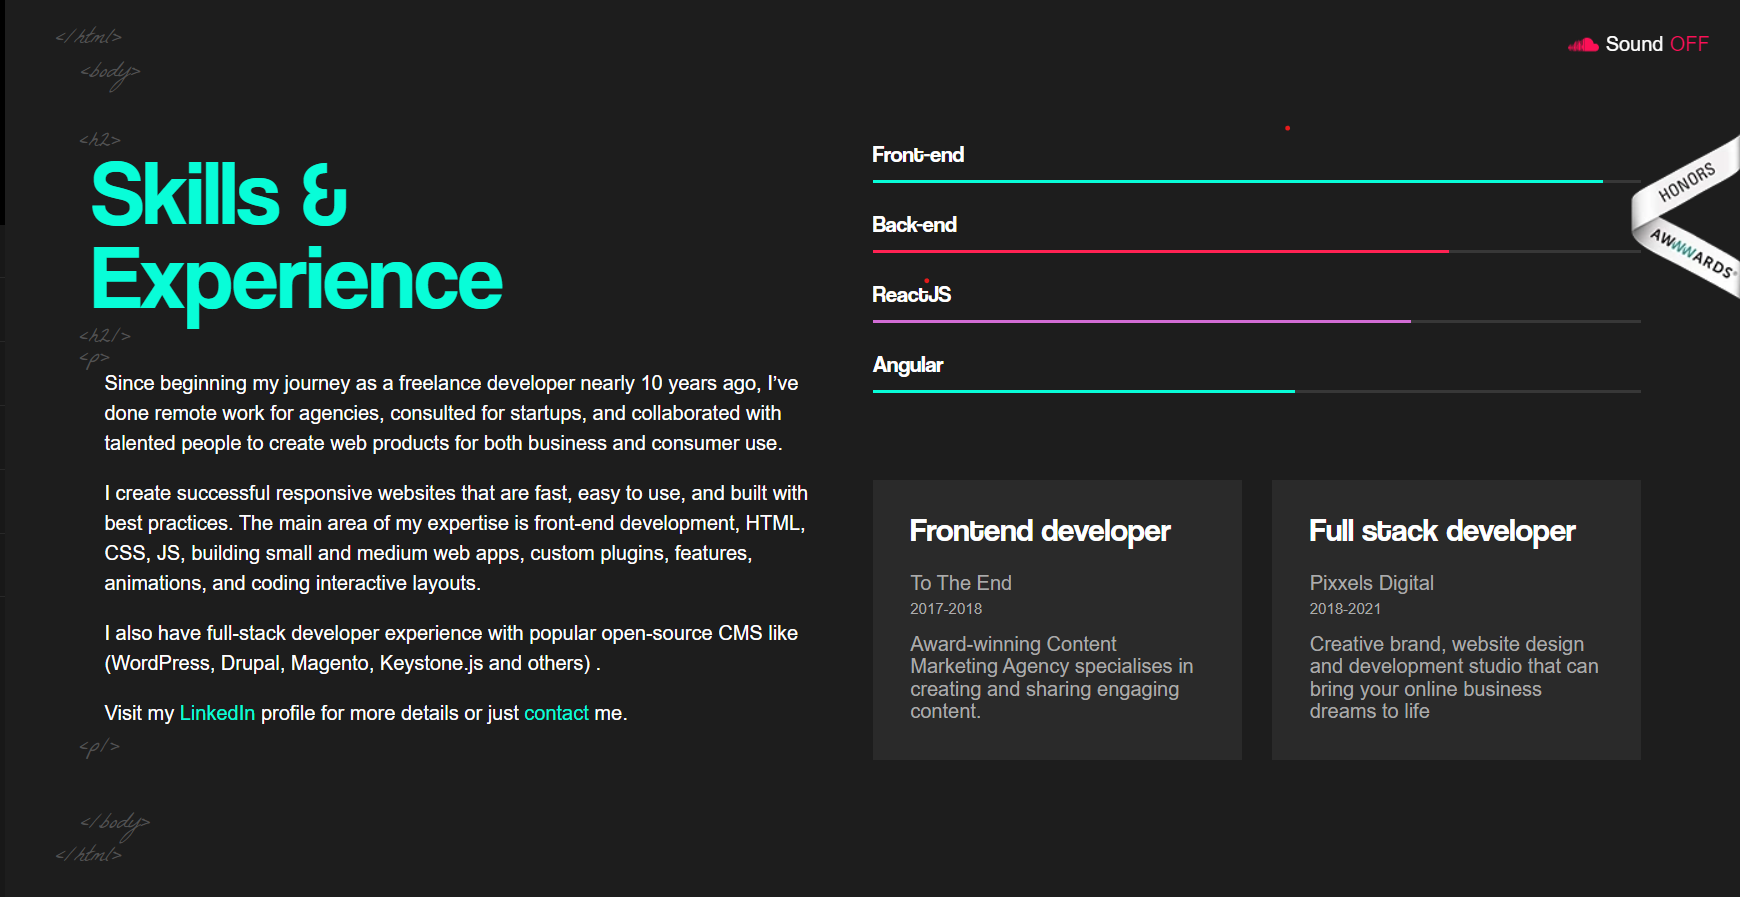 </html>
<body>
Sound OFF
<h2>
Skills &
Experience
<h2/>
<p>
Since beginning my journey as a freelance developer nearly 10 years ago, I’ve
done remote work for agencies, consulted for startups, and collaborated with
talented people to create web products for both business and consumer use.
I create successful responsive websites that are fast, easy to use, and built with
best practices. The main area of my expertise is front-end development, HTML,
CSS, JS, building small and medium web apps, custom plugins, features,
animations, and coding interactive layouts.
I also have full-stack developer experience with popular open-source CMS like
(WordPress, Drupal, Magento, Keystone.js and others) .
Visit my LinkedIn profile for more details or just contact me.
<p/>
</body>
</html>
Front-end
Back-end
ReactJS
Angular
HONORS
AWWWARDS
Frontend developer
To The End
2017-2018
Award-winning Content
Marketing Agency specialises in
creating and sharing engaging
content.
Full stack developer
Pixxels Digital
2018-2021
Creative brand, website design
and development studio that can
bring your online business
dreams to life